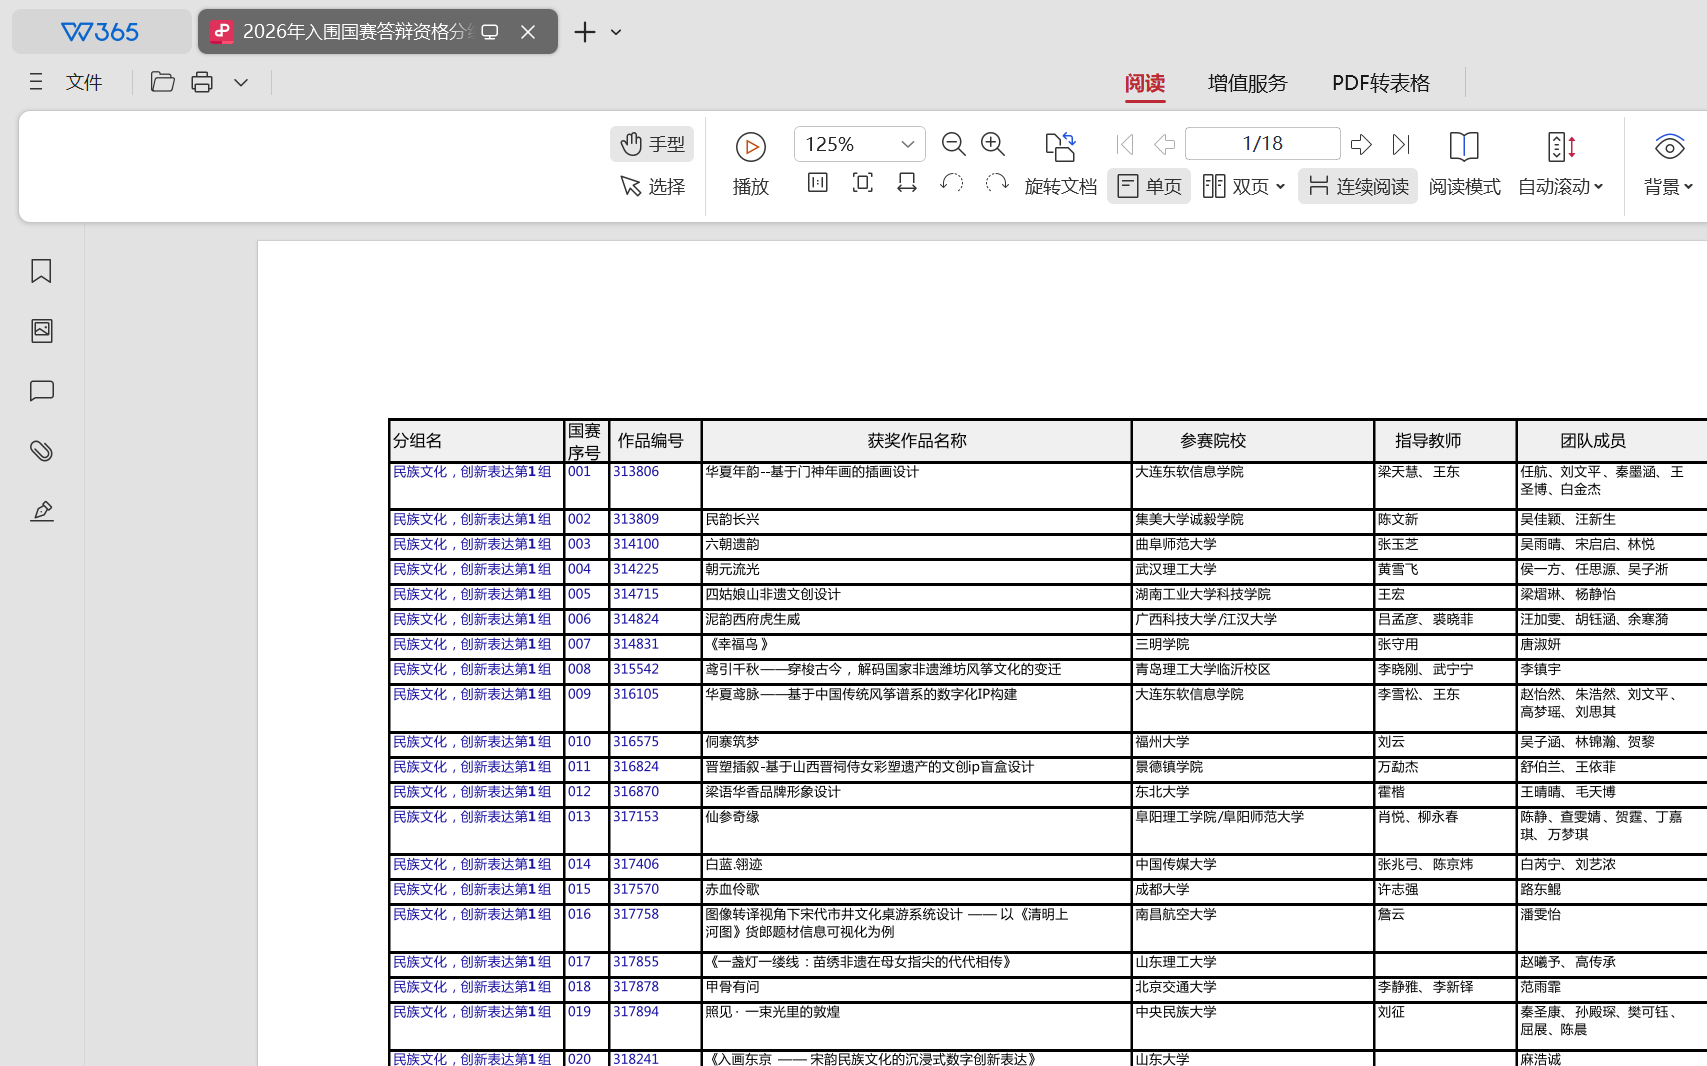 W365
2026年入围国赛答辩资格分
文件
阅读
增值服务
PDF转表格
手型
选择
播放
125%
旋转文档
1/18
单页
双页
连续阅读
阅读模式
自动滚动
背景
分组名 国赛序号 作品编号 获奖作品名称 参赛院校 指导教师 团队成员
民族文化，创新表达第1组 001 313806 华夏年韵--基于门神年画的插画设计 大连东软信息学院 梁天慧、王东 任航、刘文平、秦墨涵、王
圣博、白金杰
民族文化，创新表达第1组 002 313809 民韵长兴 集美大学诚毅学院 陈文新 吴佳颖、汪新生
民族文化，创新表达第1组 003 314100 六朝遗韵 曲阜师范大学 张玉芝 吴雨晴、宋启启、林悦
民族文化，创新表达第1组 004 314225 朝元流光 武汉理工大学 黄雪飞 侯一方、任思源、吴子淅
民族文化，创新表达第1组 005 314715 四姑娘山非遗文创设计 湖南工业大学科技学院 王宏 梁熠琳、杨静怡
民族文化，创新表达第1组 006 314824 泥韵西府虎生威 广西科技大学/江汉大学 吕孟彦、裘晓菲 汪加雯、胡钰涵、余寒漪
民族文化，创新表达第1组 007 314831 《幸福鸟》 三明学院 张守用 唐淑妍
民族文化，创新表达第1组 008 315542 鸢引千秋——穿梭古今，解码国家非遗潍坊风筝文化的变迁 青岛理工大学临沂校区 李晓刚、武宁宁 李镇宇
民族文化，创新表达第1组 009 316105 华夏鸢脉——基于中国传统风筝谱系的数字化IP构建 大连东软信息学院 李雪松、王东 赵怡然、朱浩然、刘文平、
高梦瑶、刘思其
民族文化，创新表达第1组 010 316575 侗寨筑梦 福州大学 刘云 吴子涵、林锦瀚、贺黎
民族文化，创新表达第1组 011 316824 晋塑插叙-基于山西晋祠侍女彩塑遗产的文创ip盲盒设计 景德镇学院 万勐杰 舒伯兰、王依菲
民族文化，创新表达第1组 012 316870 梁语华香品牌形象设计 东北大学 霍楷 王晴晴、毛天博
民族文化，创新表达第1组 013 317153 仙参奇缘 阜阳理工学院/阜阳师范大学 肖悦、柳永春 陈静、查雯婧、贺霆、丁嘉
琪、万梦琪
民族文化，创新表达第1组 014 317406 白蓝.翎迹 中国传媒大学 张兆弓、陈京炜 白芮宁、刘艺浓
民族文化，创新表达第1组 015 317570 赤血伶歌 成都大学 许志强 路东鲲
民族文化，创新表达第1组 016 317758 图像转译视角下宋代市井文化桌游系统设计 —— 以《清明上 南昌航空大学 詹云 潘雯怡
河图》货郎题材信息可视化为例
民族文化，创新表达第1组 017 317855 《一盏灯一缕线：苗绣非遗在母女指尖的代代相传》 山东理工大学 赵曦予、高传承
民族文化，创新表达第1组 018 317878 甲骨有问 北京交通大学 李静雅、李新铎 范雨霏
民族文化，创新表达第1组 019 317894 照见· 一束光里的敦煌 中央民族大学 刘征 秦圣康、孙殿琛、樊可钰、
屈展、陈晨
民族文化，创新表达第1组 020 318241 《入画东京 —— 宋韵民族文化的沉浸式数字创新表达》 山东大学 麻浩诚